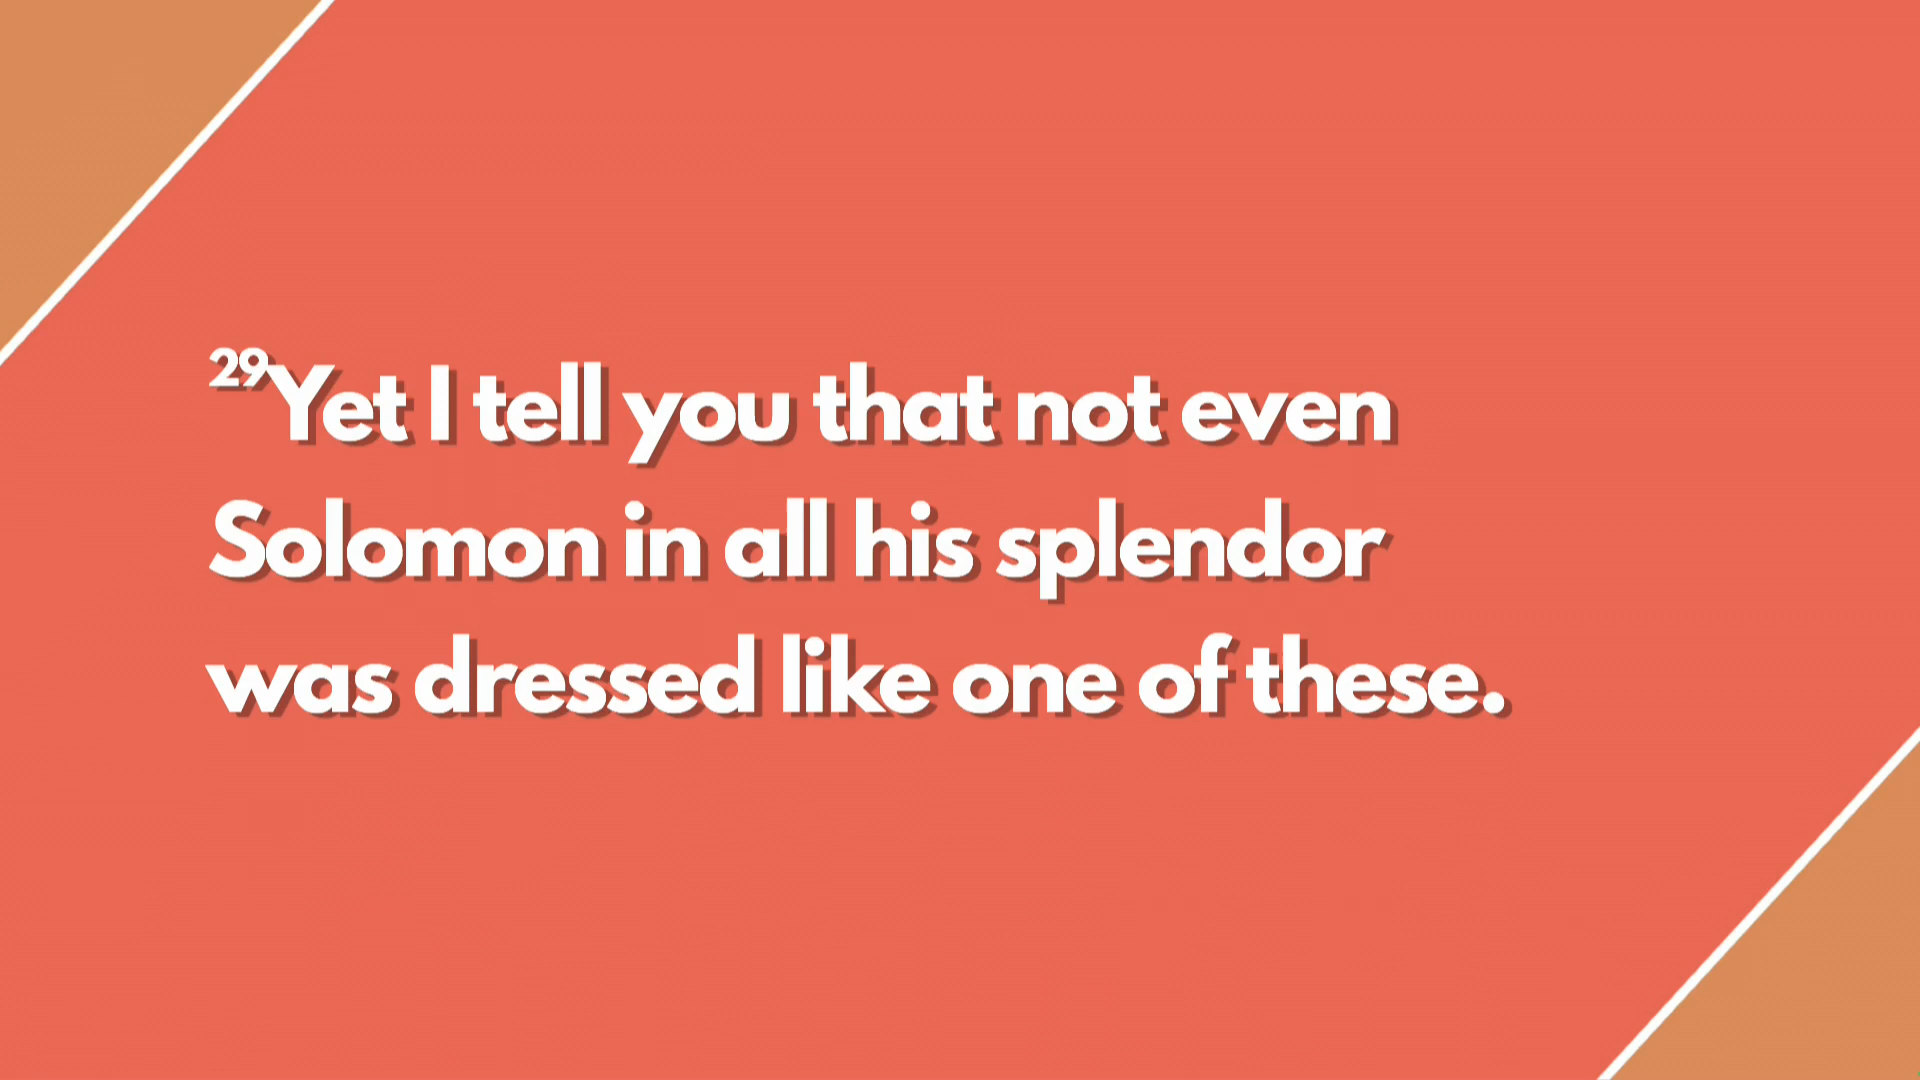 29Yet I tell you that not even
Solomon in all his splendor
was dressed like one of these.